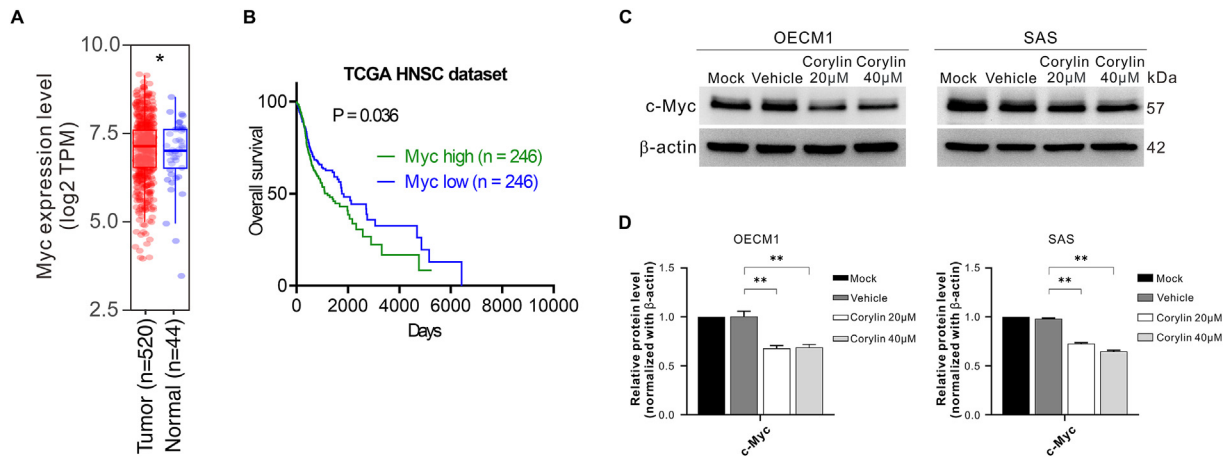 A
Myc expression level
(log2 TPM)
10.0
7.5
5.0
2.5
*
Tumor (n=520)
Normal (n=44)
B
TCGA HNSC dataset
P = 0.036
Myc high (n = 246)
Myc low (n = 246)
Overall survival
100
50
0
0 2000 4000 6000 8000 10000
Days
C
OECM1
SAS
Mock Vehicle Corylin 20μM Corylin 40μM
Mock Vehicle Corylin 20μM Corylin 40μM kDa
c-Myc 57
β-actin 42
D
OECM1
Relative protein level
(normalized with β-actin)
1.5
1.0
0.5
0.0
**
**
c-Myc
Mock
Vehicle
Corylin 20μM
Corylin 40μM
SAS
Relative protein level
(normalized with β-actin)
1.5
1.0
0.5
0.0
**
**
c-Myc
Mock
Vehicle
Corylin 20μM
Corylin 40μM